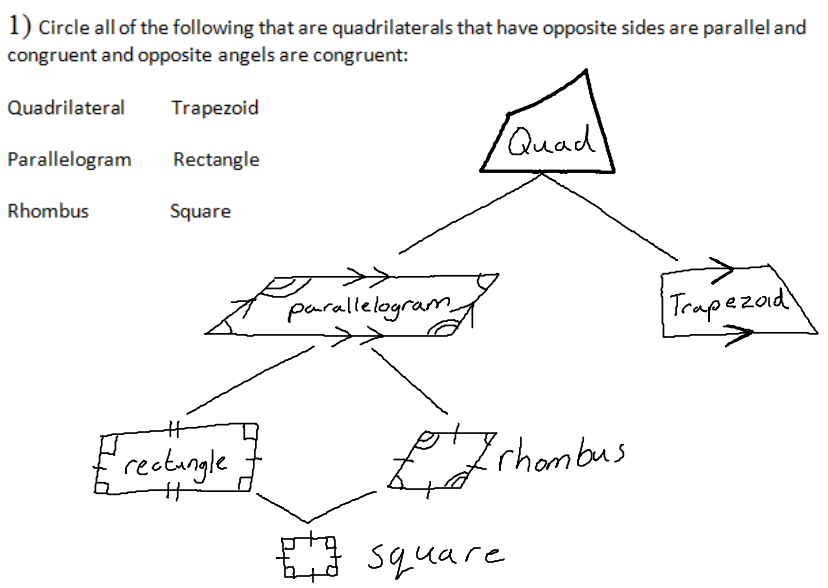 1) Circle all of the following that are quadrilaterals that have opposite sides are parallel and
congruent and opposite angels are congruent:
Quadrilateral Trapezoid
Parallelogram Rectangle
Rhombus Square
Quad
parallelogram
Trapezoid
rectangle
rhombus
square